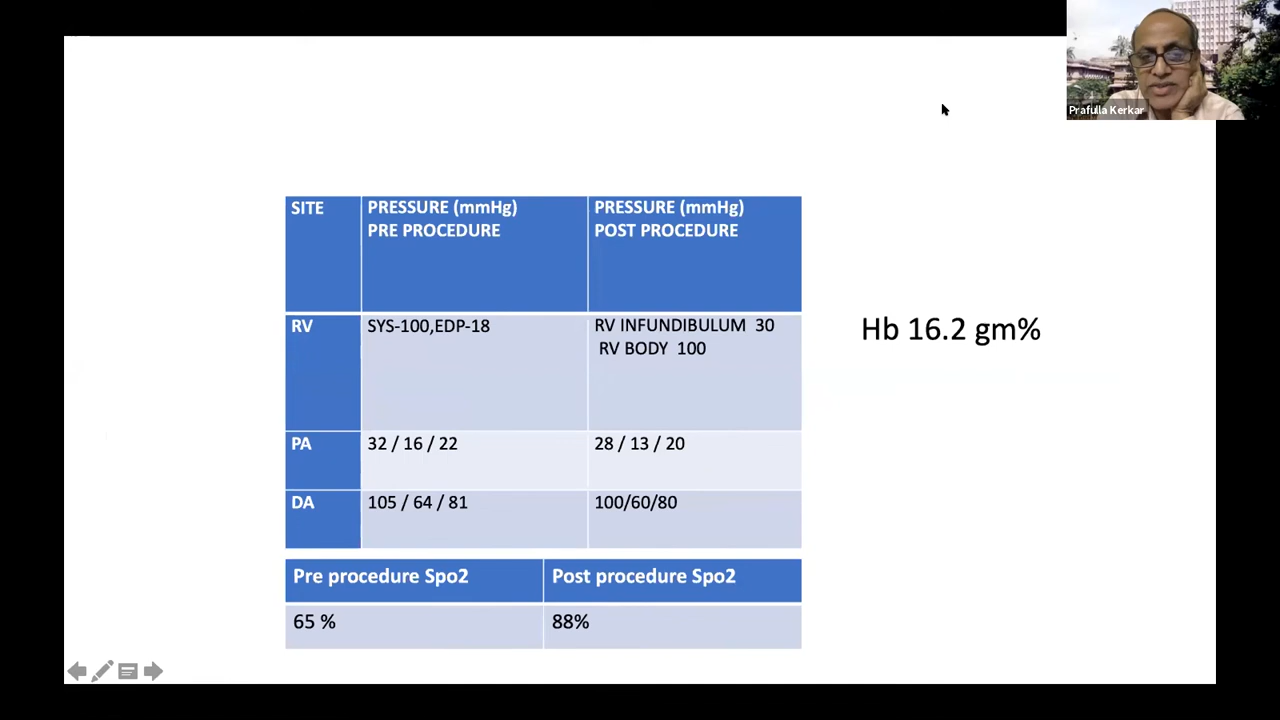 Prafulla Kerkar
SITE
PRESSURE (mmHg)
PRE PROCEDURE
PRESSURE (mmHg)
POST PROCEDURE
RV
SYS-100,EDP-18
RV INFUNDIBULUM 30
RV BODY 100
Hb 16.2 gm%
PA
32 / 16 / 22
28 / 13 / 20
DA
105 / 64 / 81
100/60/80
Pre procedure Spo2
Post procedure Spo2
65 %
88%